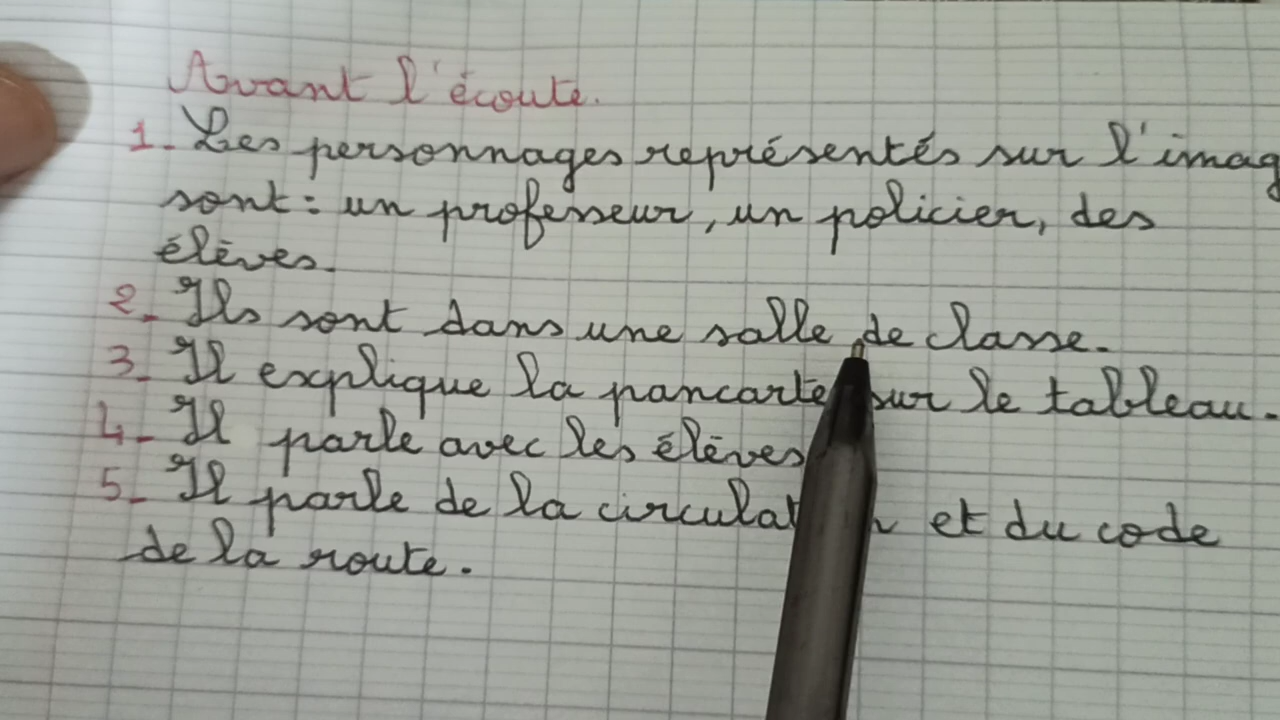 Avant l'écoute.
1- Les personnages représentés sur l'imag
sont : un professeur, un policier, des
élèves.
2- Ils sont dans une salle de classe.
3- Il explique la pancarte sur le tableau.
4- Il parle avec les élèves
5- Il parle de la circulat et du code
de la route.